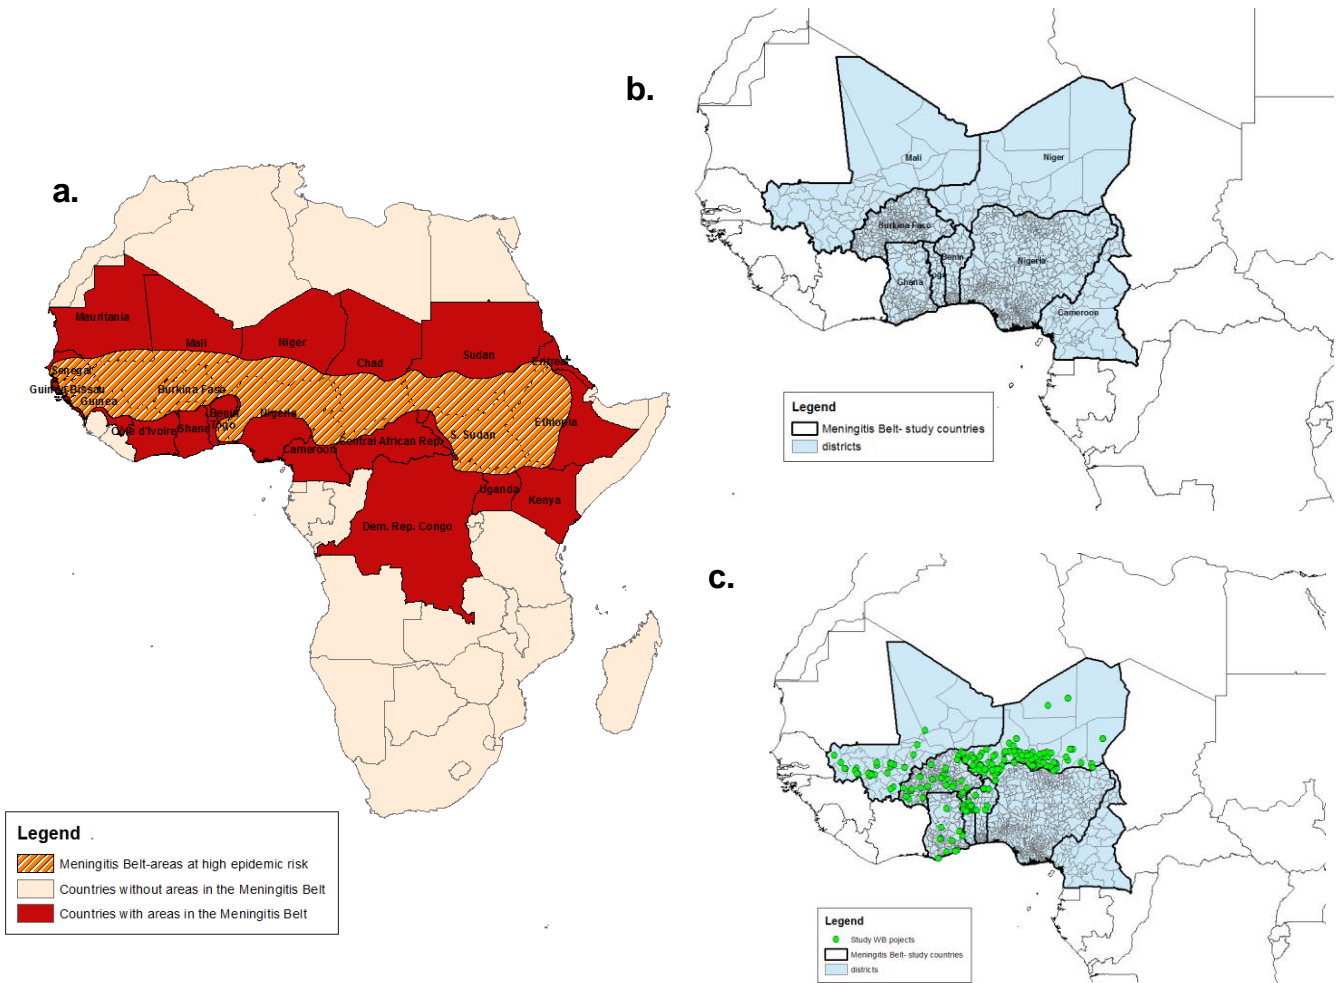 a.
Mauritania
Mali
Niger
Chad
Sudan
Eritrea
Senegal
Guinea Bissau
Guinea
Burkina Faso
Benin
Togo
Nigeria
Côte d'Ivoire
Ghana
Cameroon
Central African Rep.
S. Sudan
Ethiopia
Uganda
Kenya
Dem. Rep. Congo
Legend
Meningitis Belt-areas at high epidemic risk
Countries without areas in the Meningitis Belt
Countries with areas in the Meningitis Belt
b.
Mali
Niger
Burkina Faso
Benin
Togo
Ghana
Nigeria
Cameroon
Legend
Meningitis Belt- study countries
districts
c.
Legend
Study WB pojects
Meningitis Belt- study countries
districts